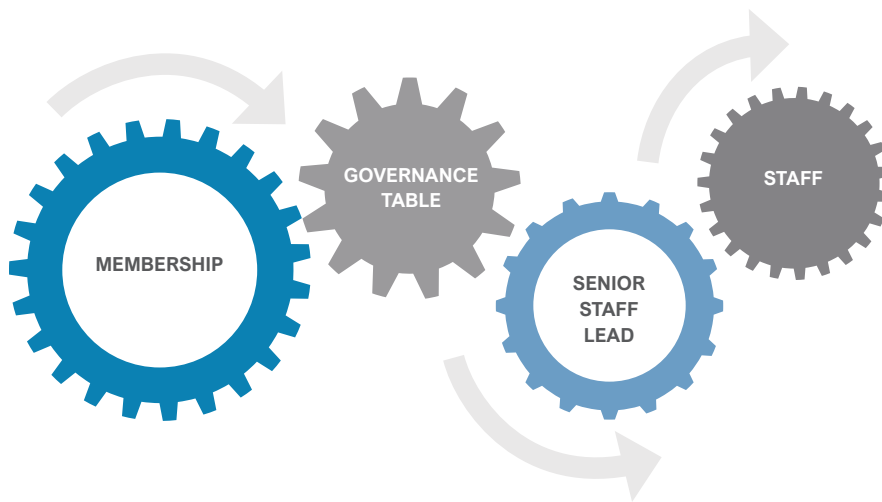 MEMBERSHIP
GOVERNANCE
TABLE
SENIOR
STAFF
LEAD
STAFF